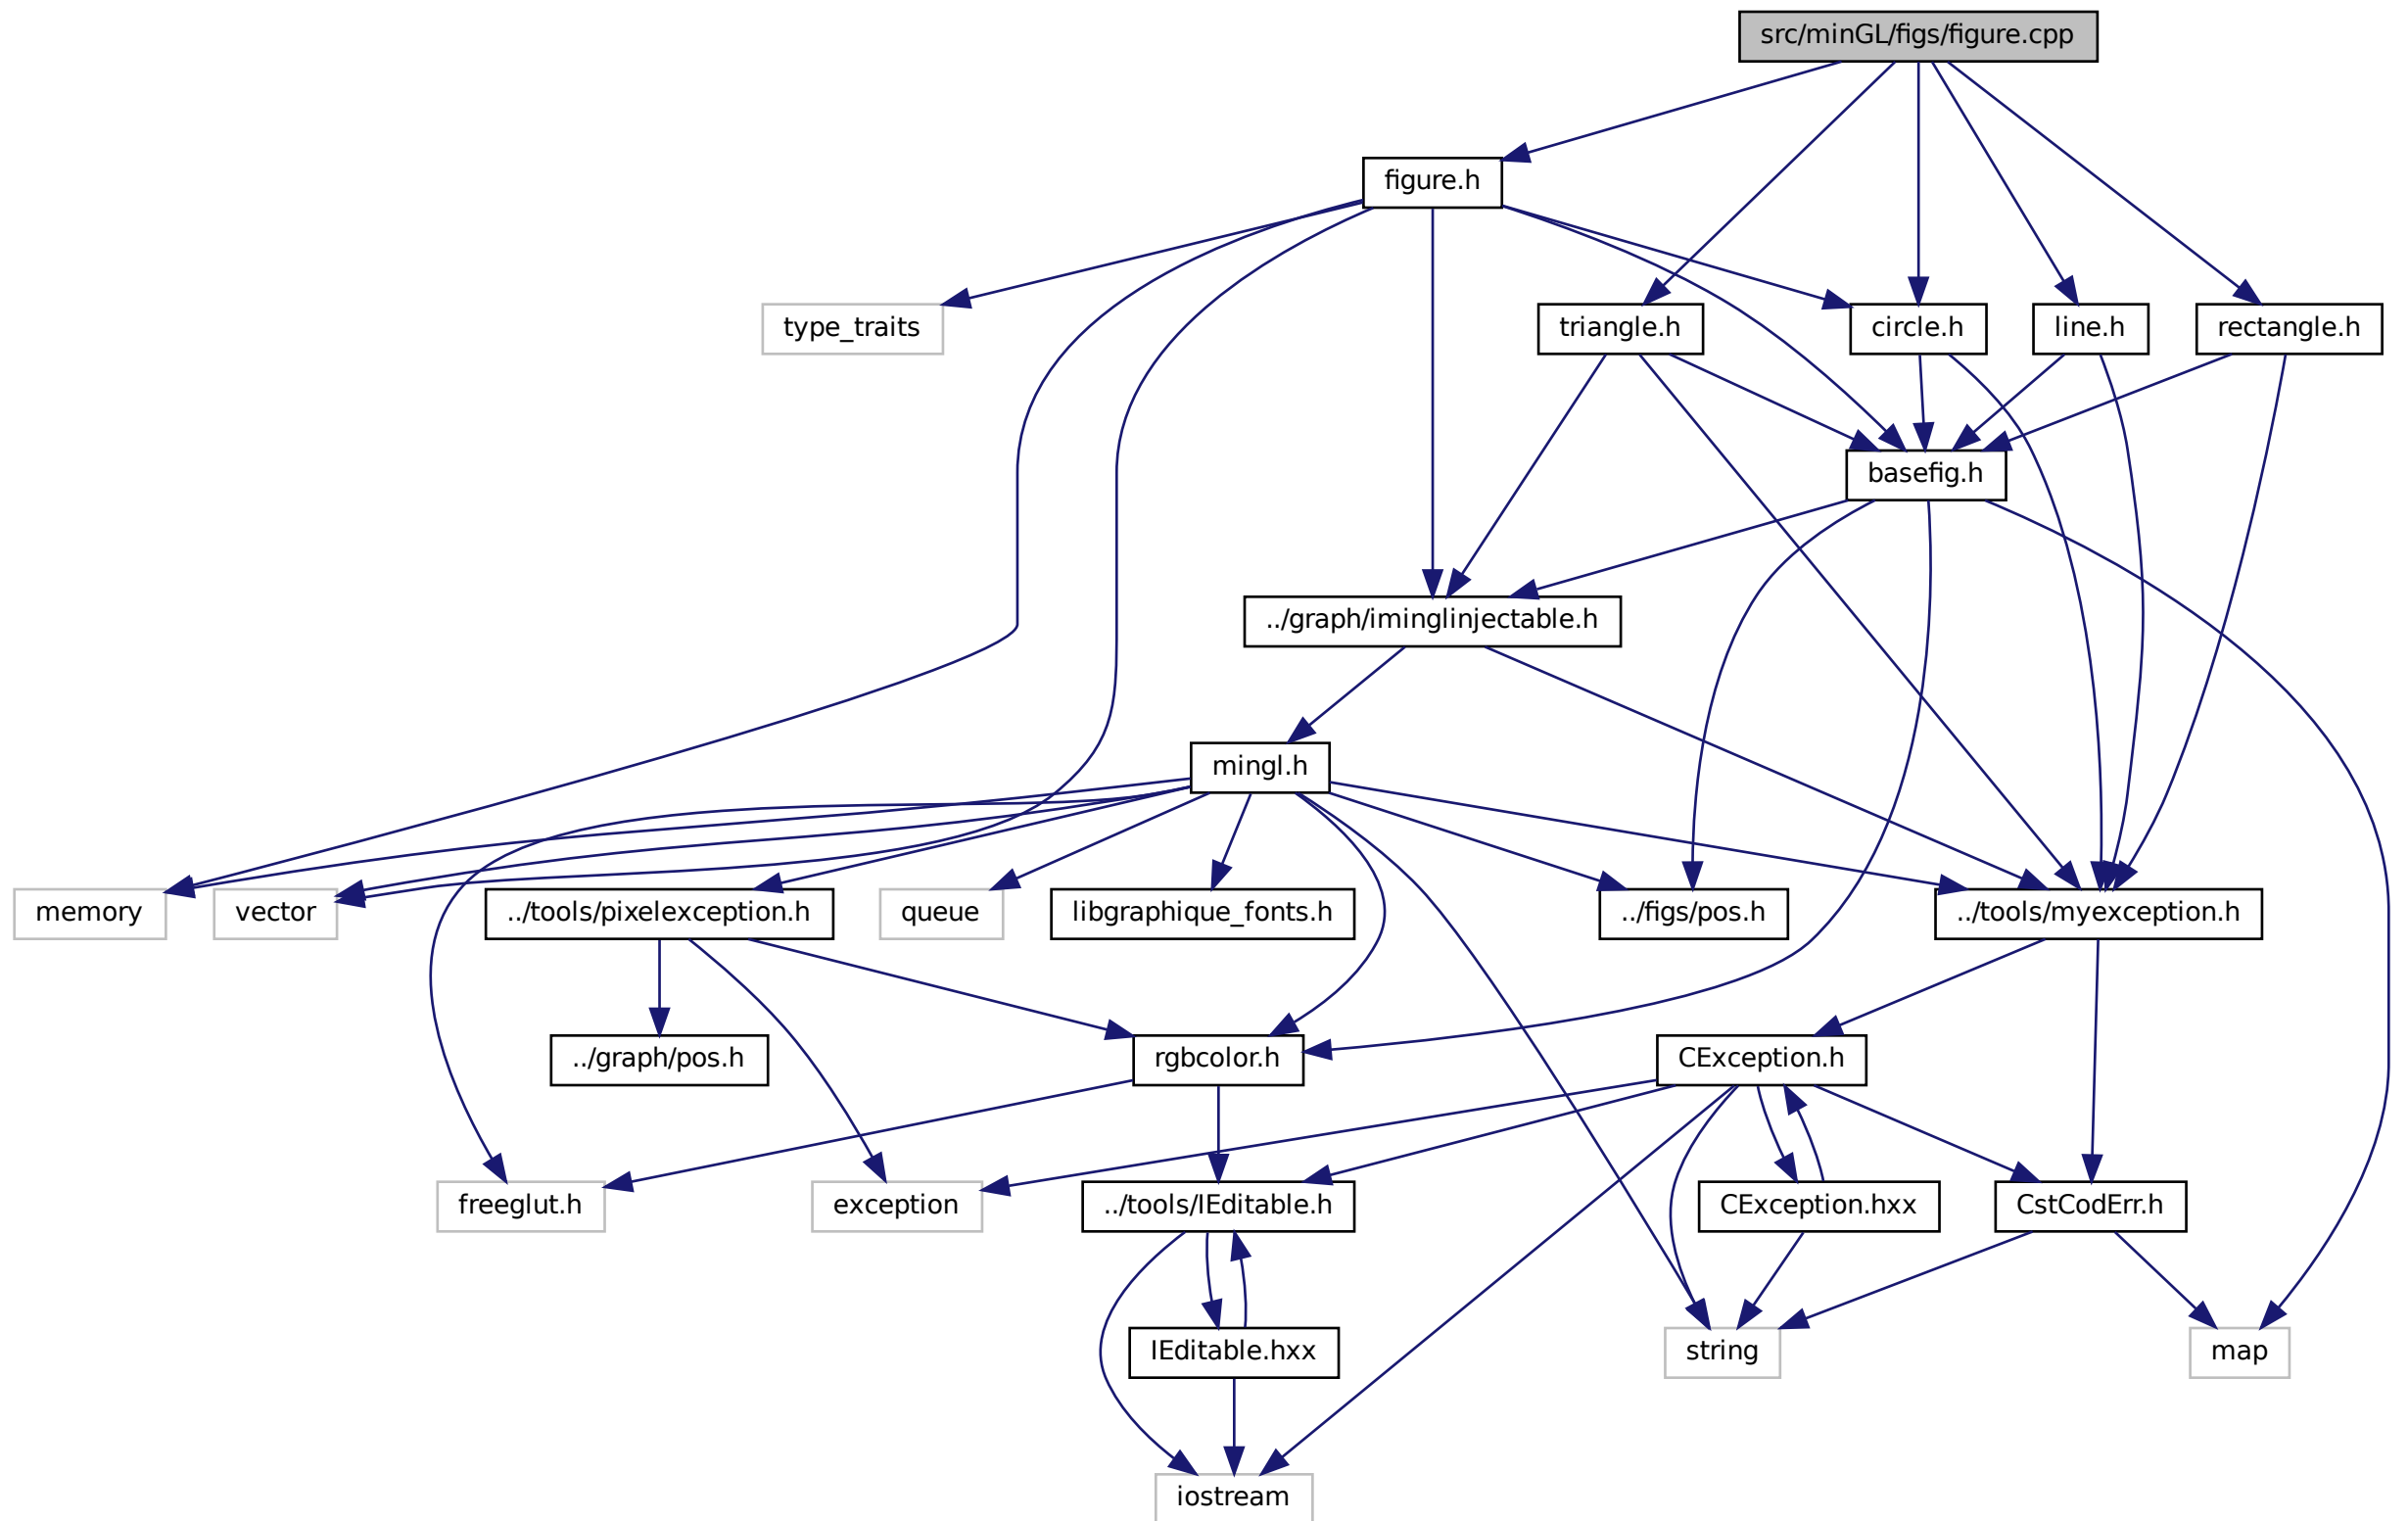 src/minGL/figs/figure.cpp
figure.h
type_traits
triangle.h
circle.h
line.h
rectangle.h
basefig.h
../graph/iminglinjectable.h
mingl.h
memory
vector
../tools/pixelexception.h
queue
libgraphique_fonts.h
../figs/pos.h
../tools/myexception.h
../graph/pos.h
rgbcolor.h
CException.h
freeglut.h
exception
../tools/IEditable.h
CException.hxx
CstCodErr.h
IEditable.hxx
string
map
iostream